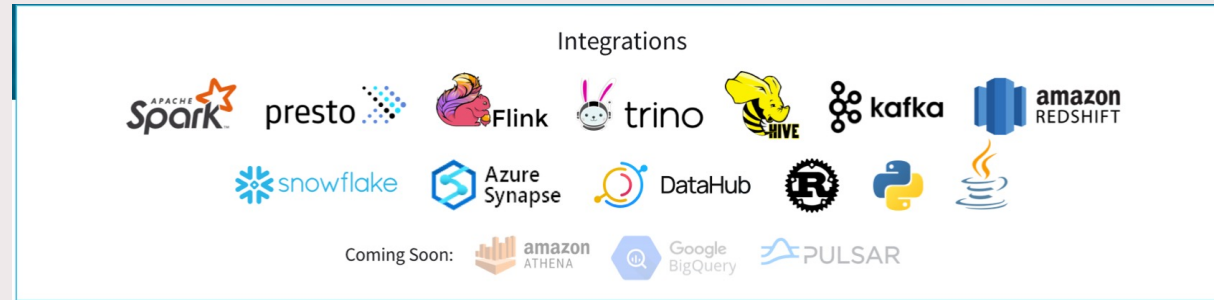 Integrations
APACHE Spark™ presto Flink trino HIVE kafka amazon REDSHIFT
snowflake Azure Synapse DataHub R
Coming Soon: amazon ATHENA Google BigQuery PULSAR